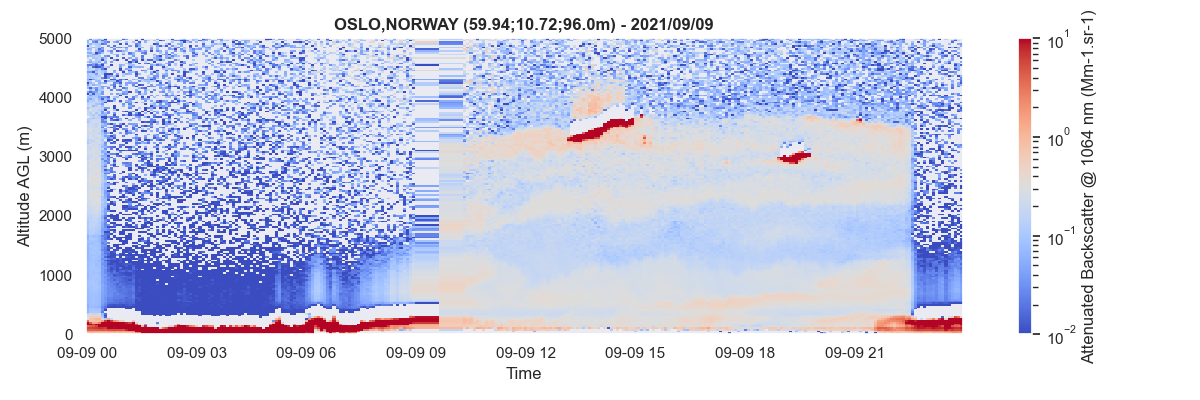 OSLO,NORWAY (59.94;10.72;96.0m) - 2021/09/09
Altitude AGL (m)
5000
4000
3000
2000
1000
0
09-09 00 09-09 03 09-09 06 09-09 09 09-09 12 09-09 15 09-09 18 09-09 21
Time
10¹
10⁰
10⁻¹
10⁻²
Attenuated Backscatter @ 1064 nm (Mm-1.sr-1)